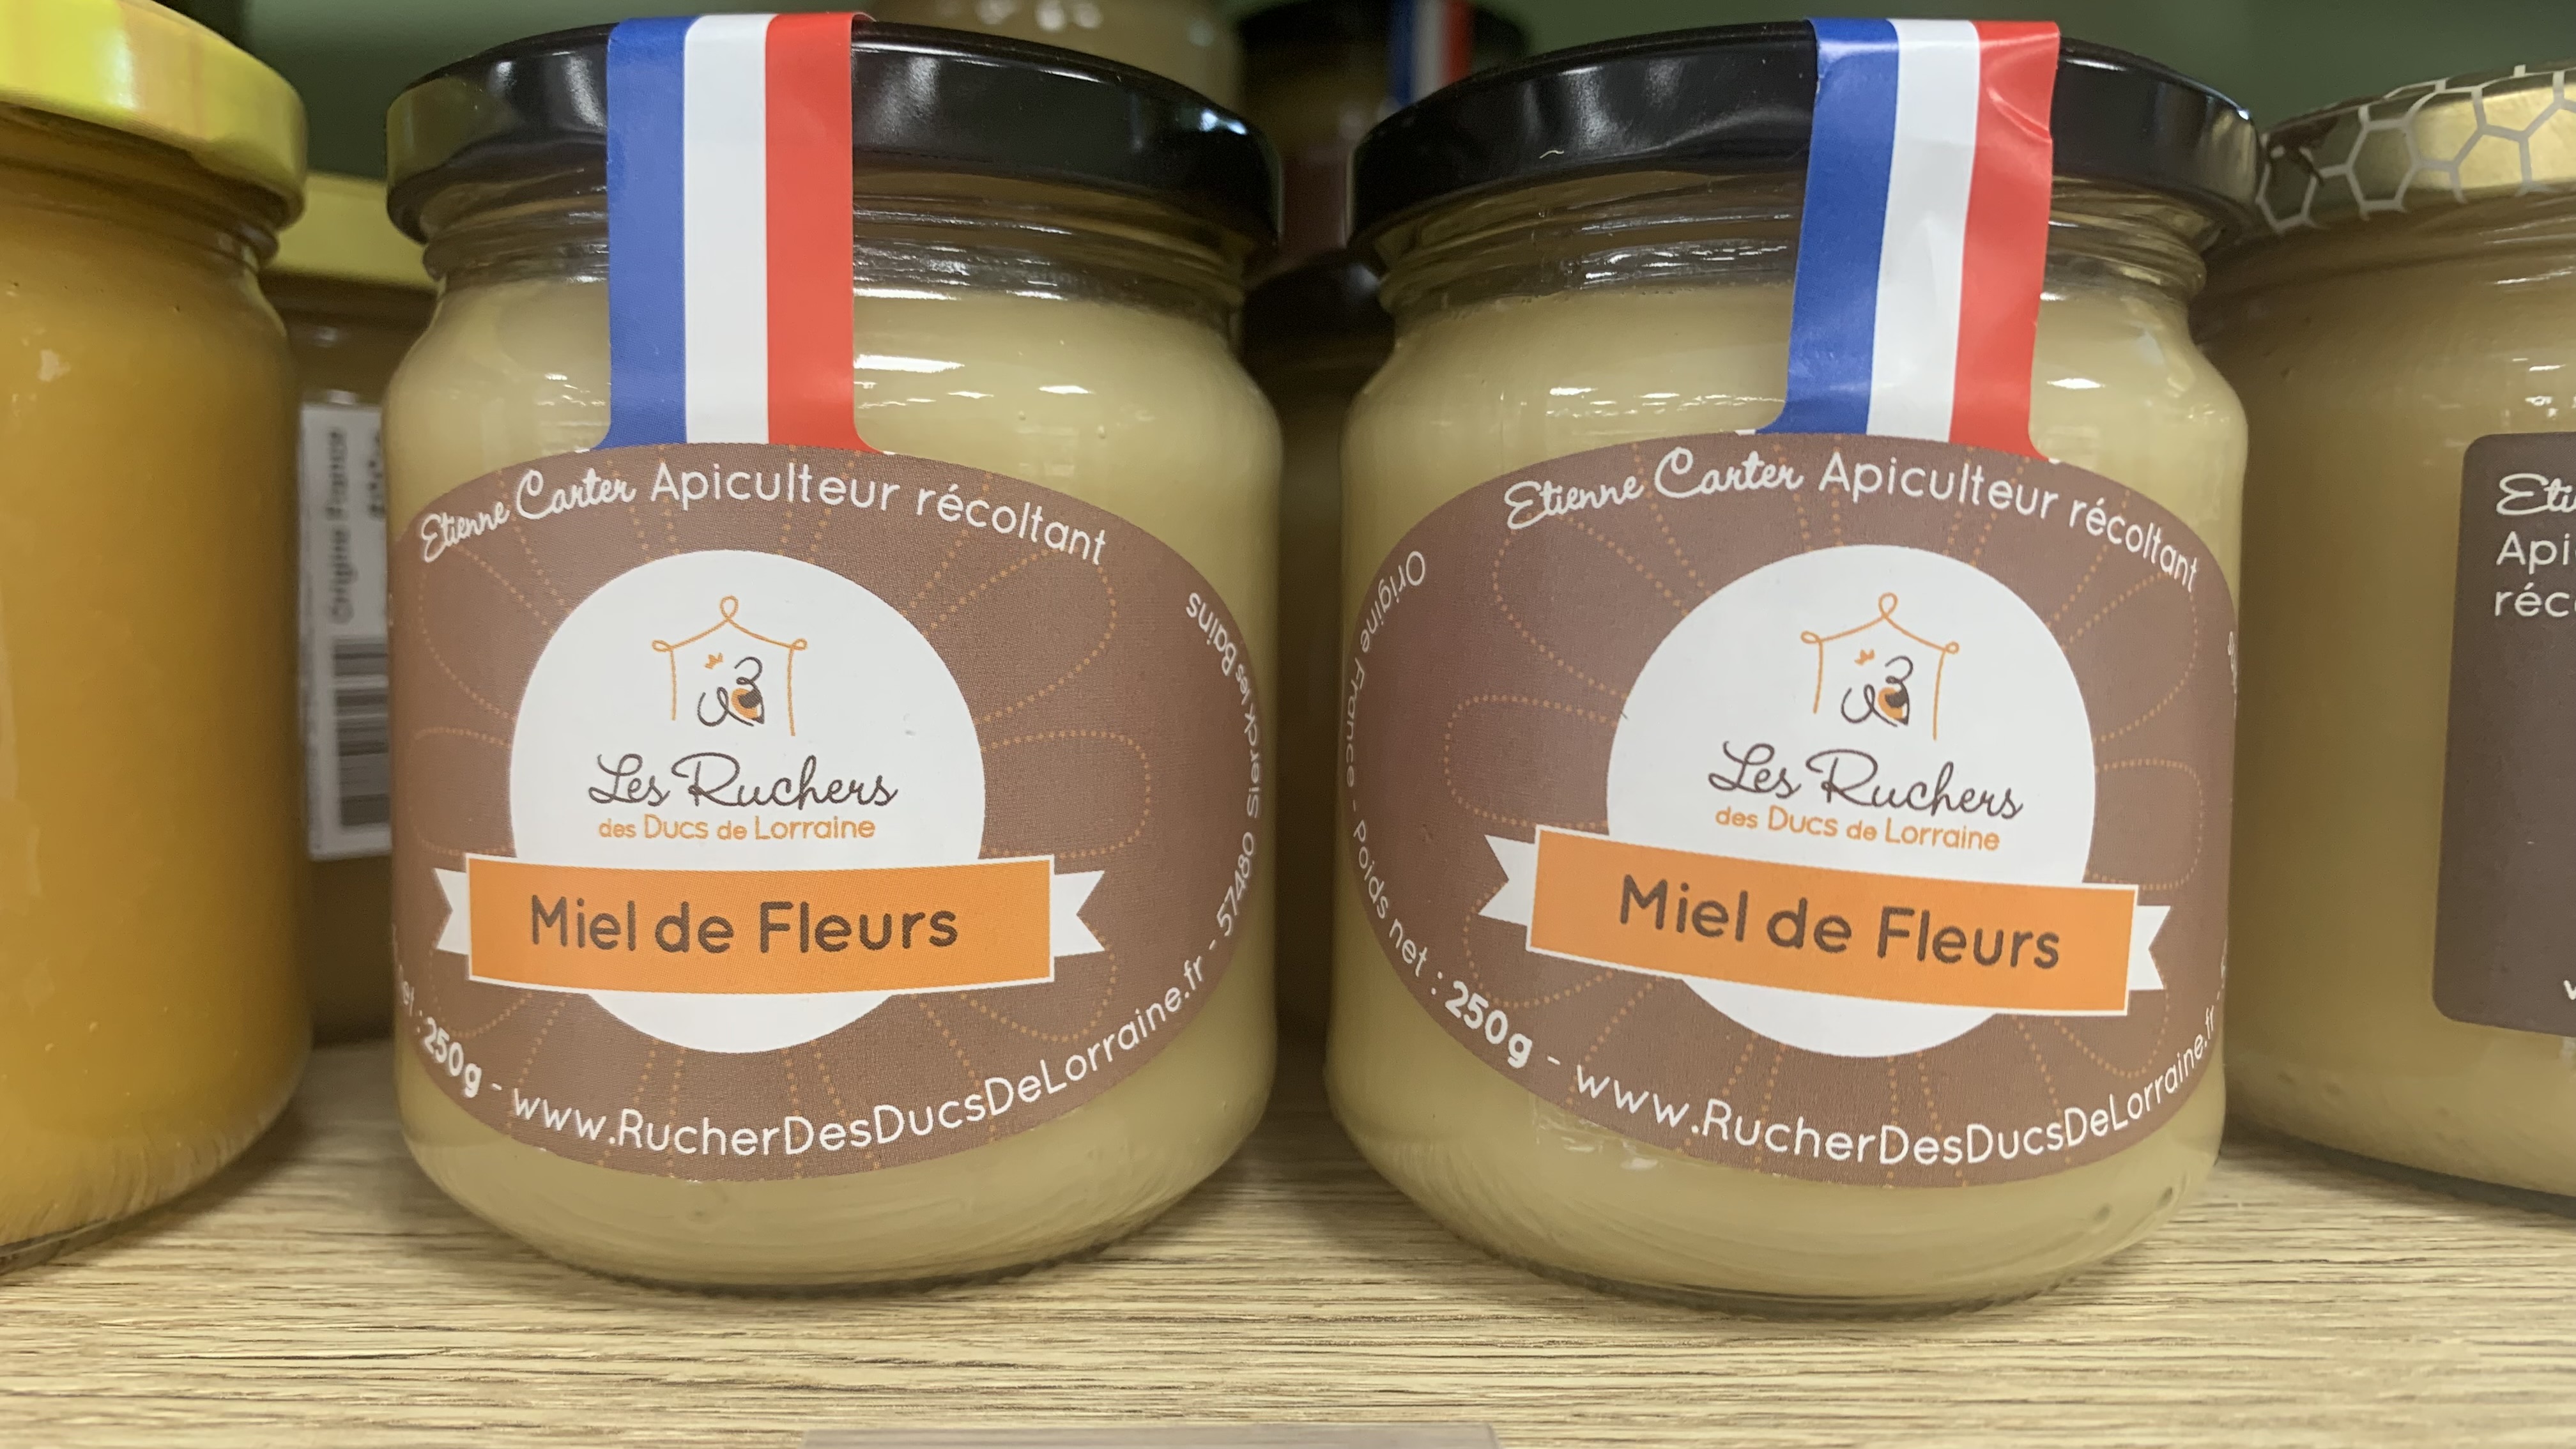 Origine France
Etienne Carter Apiculteur récoltant
Les Ruchers
des Ducs de Lorraine
Miel de Fleurs
250g - www.RucherDesDucsDeLorraine.fr - 57480 Sierck les Bains
Etienne Carter Apiculteur récoltant
Les Ruchers
des Ducs de Lorraine
Miel de Fleurs
Origine France - Poids net : 250g - www.RucherDesDucsDeLorraine.fr -